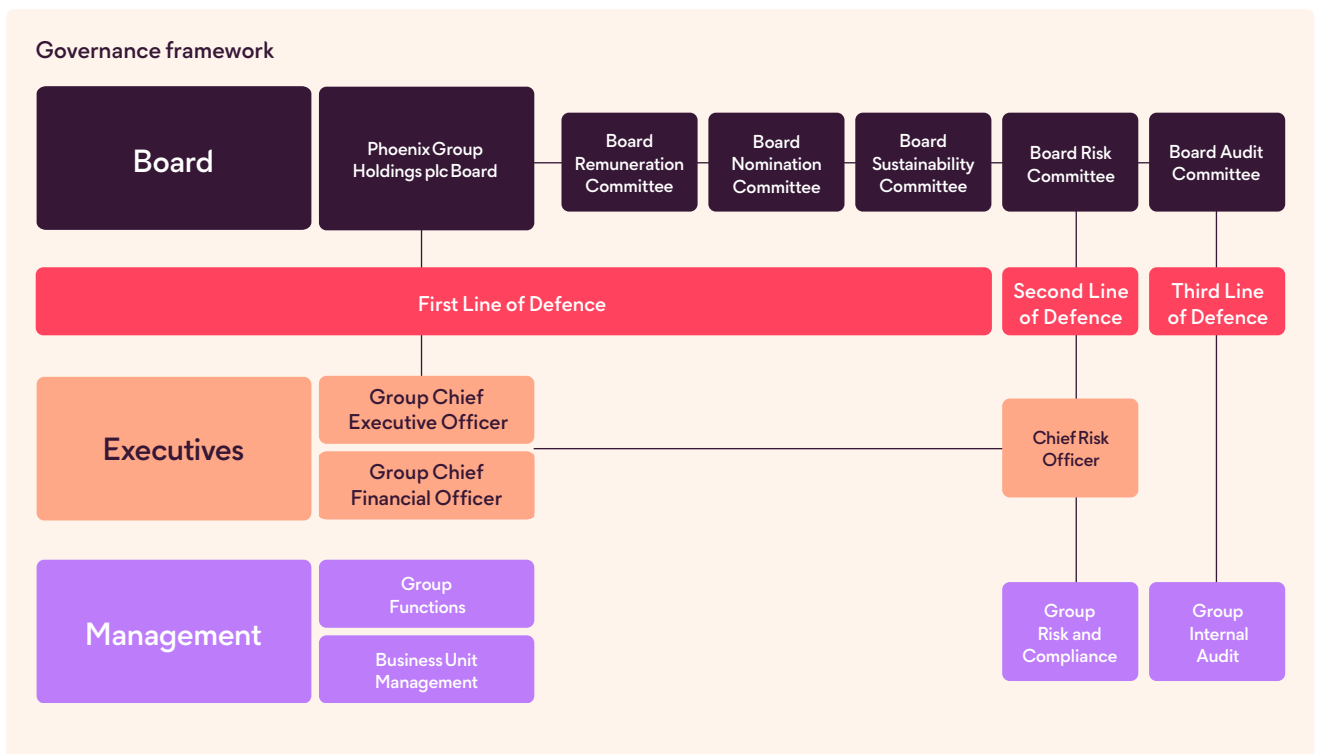 Governance framework
Board
Phoenix Group
Holdings plc Board
Board
Remuneration
Committee
Board
Nomination
Committee
Board
Sustainability
Committee
Board Risk
Committee
Board Audit
Committee
First Line of Defence
Second Line
of Defence
Third Line
of Defence
Executives
Group Chief
Executive Officer
Group Chief
Financial Officer
Chief Risk
Officer
Management
Group
Functions
Business Unit
Management
Group
Risk and
Compliance
Group
Internal
Audit